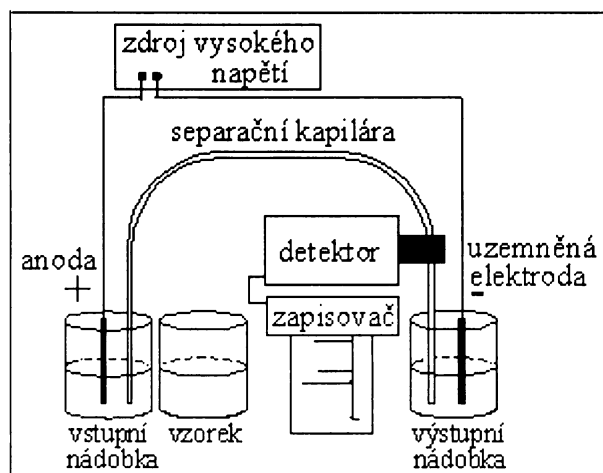 zdroj vysokého
napětí
separační kapilára
detektor
anoda
+
uzemněná
elektroda
-
zapisovač
vstupní
nádobka
vzorek
výstupní
nádobka